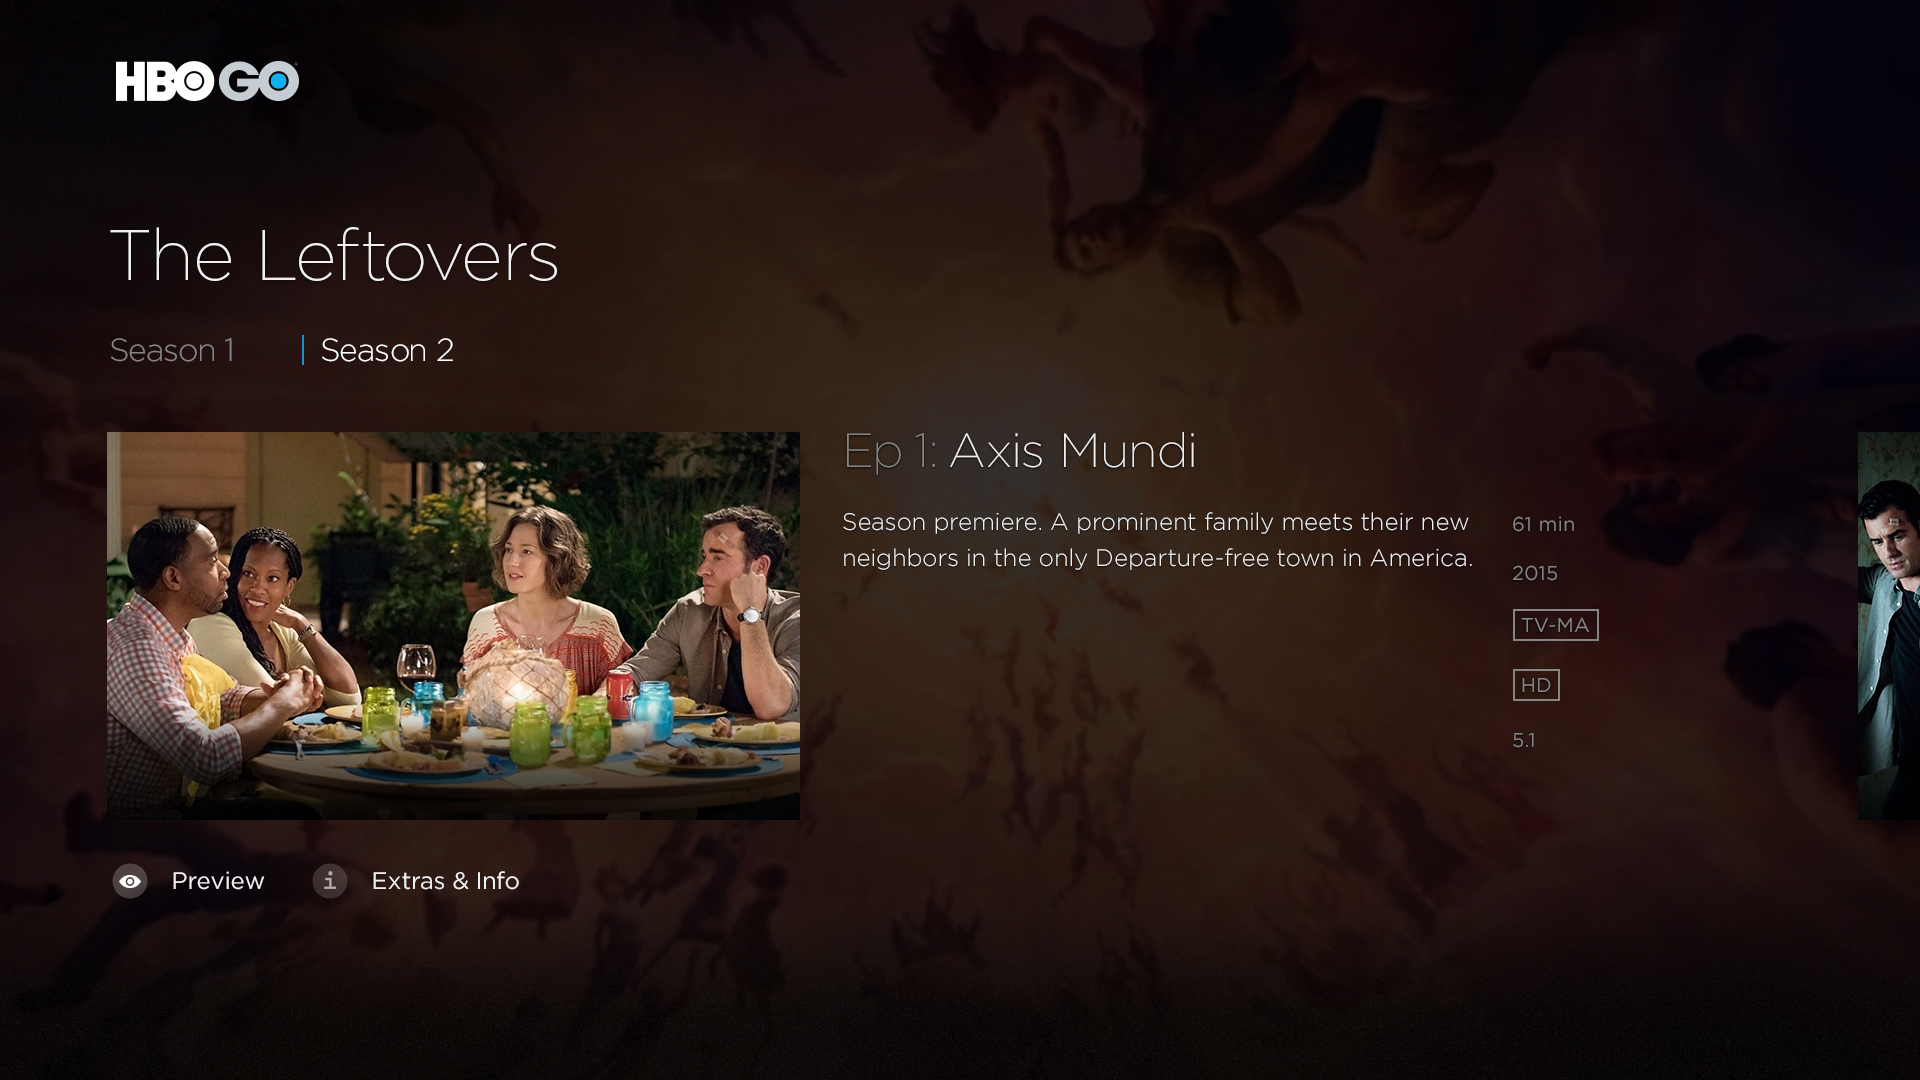 HBO GO
The Leftovers
Season 1
Season 2
Ep 1: Axis Mundi
Season premiere. A prominent family meets their new
neighbors in the only Departure-free town in America.
61 min
2015
TV-MA
HD
5.1
Preview
Extras & Info